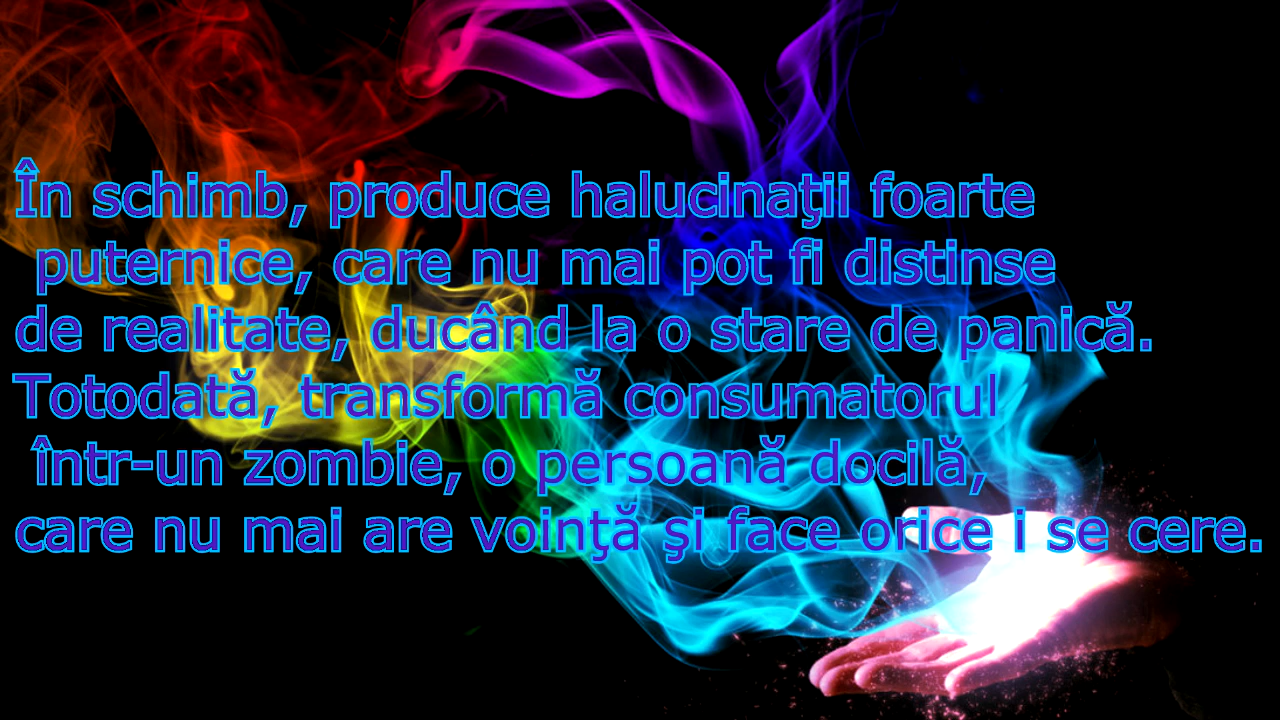 În schimb, produce halucinaţii foarte
puternice, care nu mai pot fi distinse
de realitate, ducând la o stare de panică.
Totodată, transformă consumatorul
într-un zombie, o persoană docilă,
care nu mai are voinţă şi face orice i se cere.